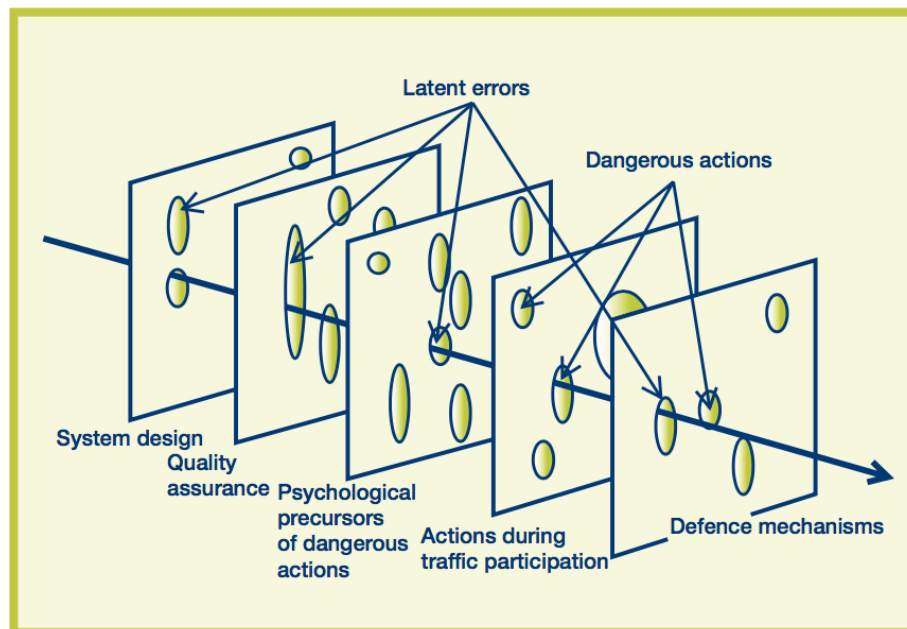 Latent errors
Dangerous actions
System design
Quality
assurance
Psychological
precursors
of dangerous
actions
Actions during
traffic participation
Defence mechanisms